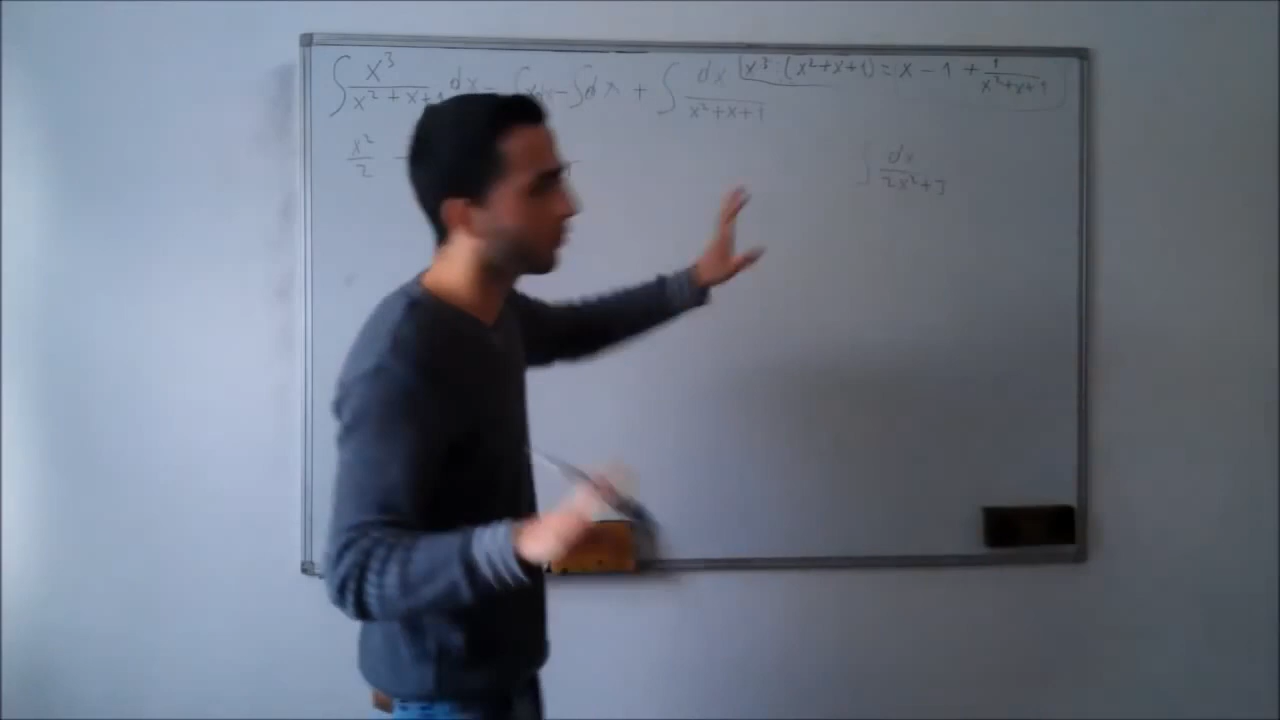 ∫ x³/(x² + x + 1) dx = ∫xdx - ∫dx + ∫ dx/(x²+x+1)
x³ : (x²+x+1) = x - 1 + 1/(x²+x+1)
x²/2 -
∫ dx/(2x²+3)